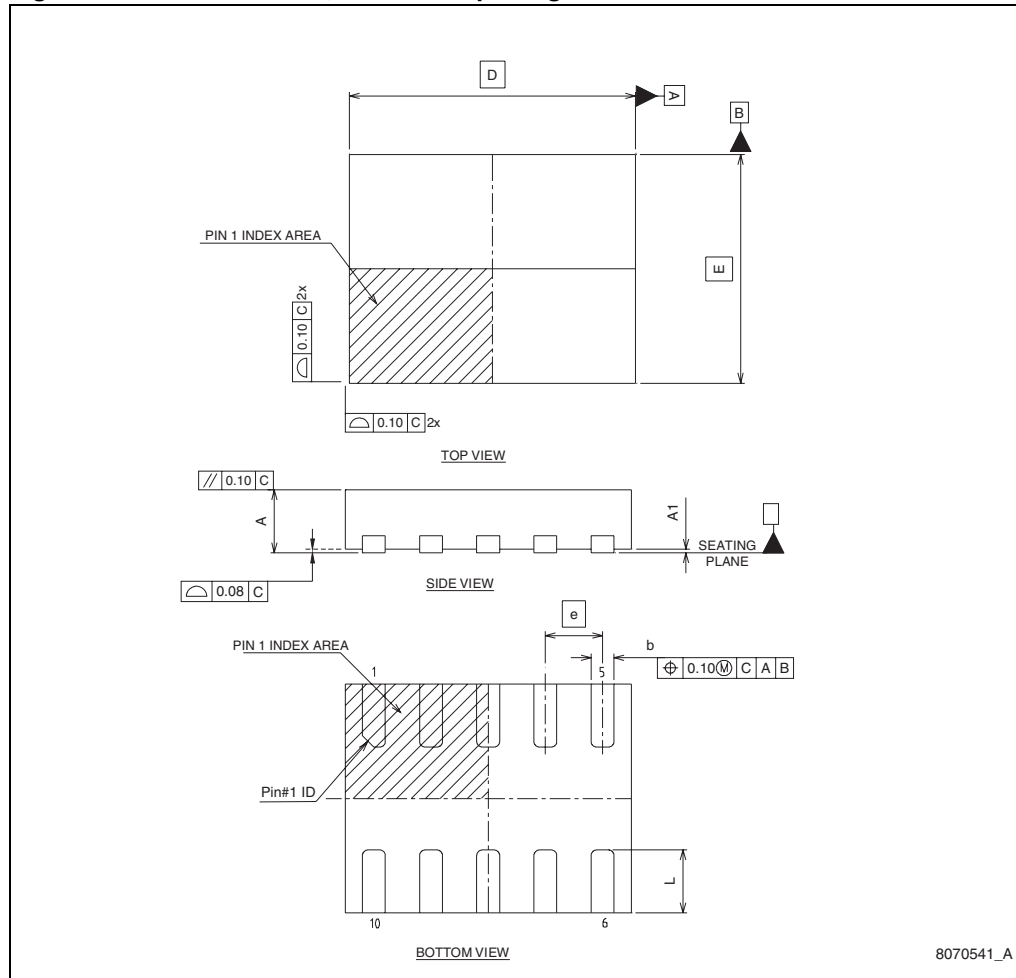 D
A
B
PIN 1 INDEX AREA
E
0.10 C 2x
0.10 C 2x
TOP VIEW
// 0.10 C
A
A1
SEATING
PLANE
0.08 C
SIDE VIEW
e
PIN 1 INDEX AREA
b
1
5
⌖ 0.10Ⓜ C A B
Pin#1 ID
L
10
6
BOTTOM VIEW
8070541_A